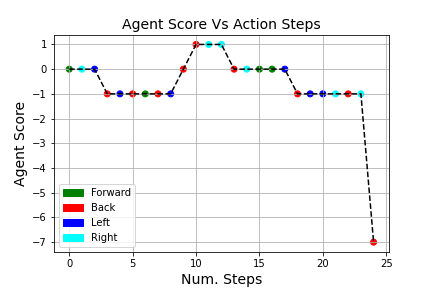 Agent Score Vs Action Steps
1
0
−1
−2
−3
−4
−5
−6
−7
Agent Score
Forward
Back
Left
Right
0 5 10 15 20 25
Num. Steps